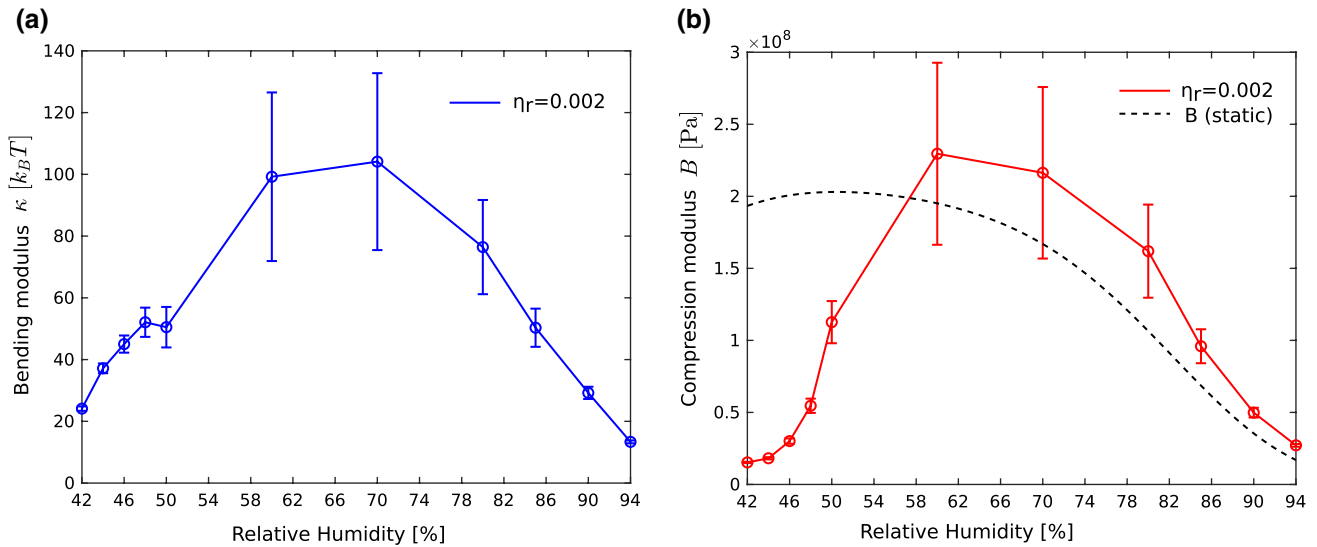 (a)
140
120
100
80
60
40
20
0
42 46 50 54 58 62 66 70 74 78 82 86 90 94
Bending modulus κ [k_BT]
Relative Humidity [%]
ηr=0.002
(b)
×10⁸
3
2.5
2
1.5
1
0.5
0
42 46 50 54 58 62 66 70 74 78 82 86 90 94
Compression modulus B [Pa]
Relative Humidity [%]
ηr=0.002
B (static)